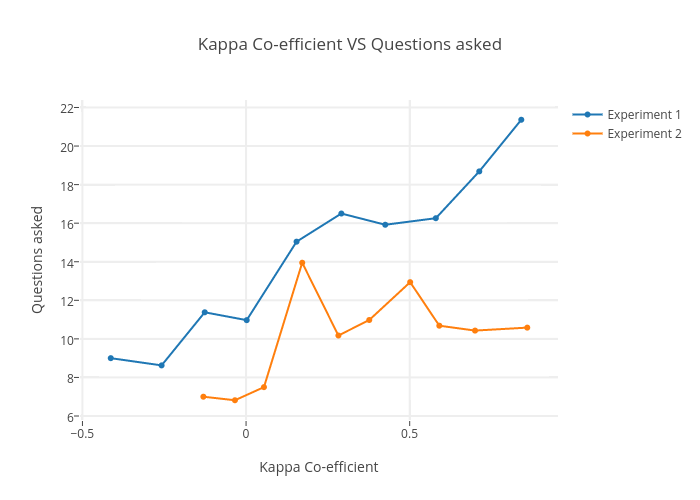 Kappa Co-efficient VS Questions asked
22
20
18
16
14
12
10
8
6
−0.5
0
0.5
Questions asked
Kappa Co-efficient
Experiment 1
Experiment 2